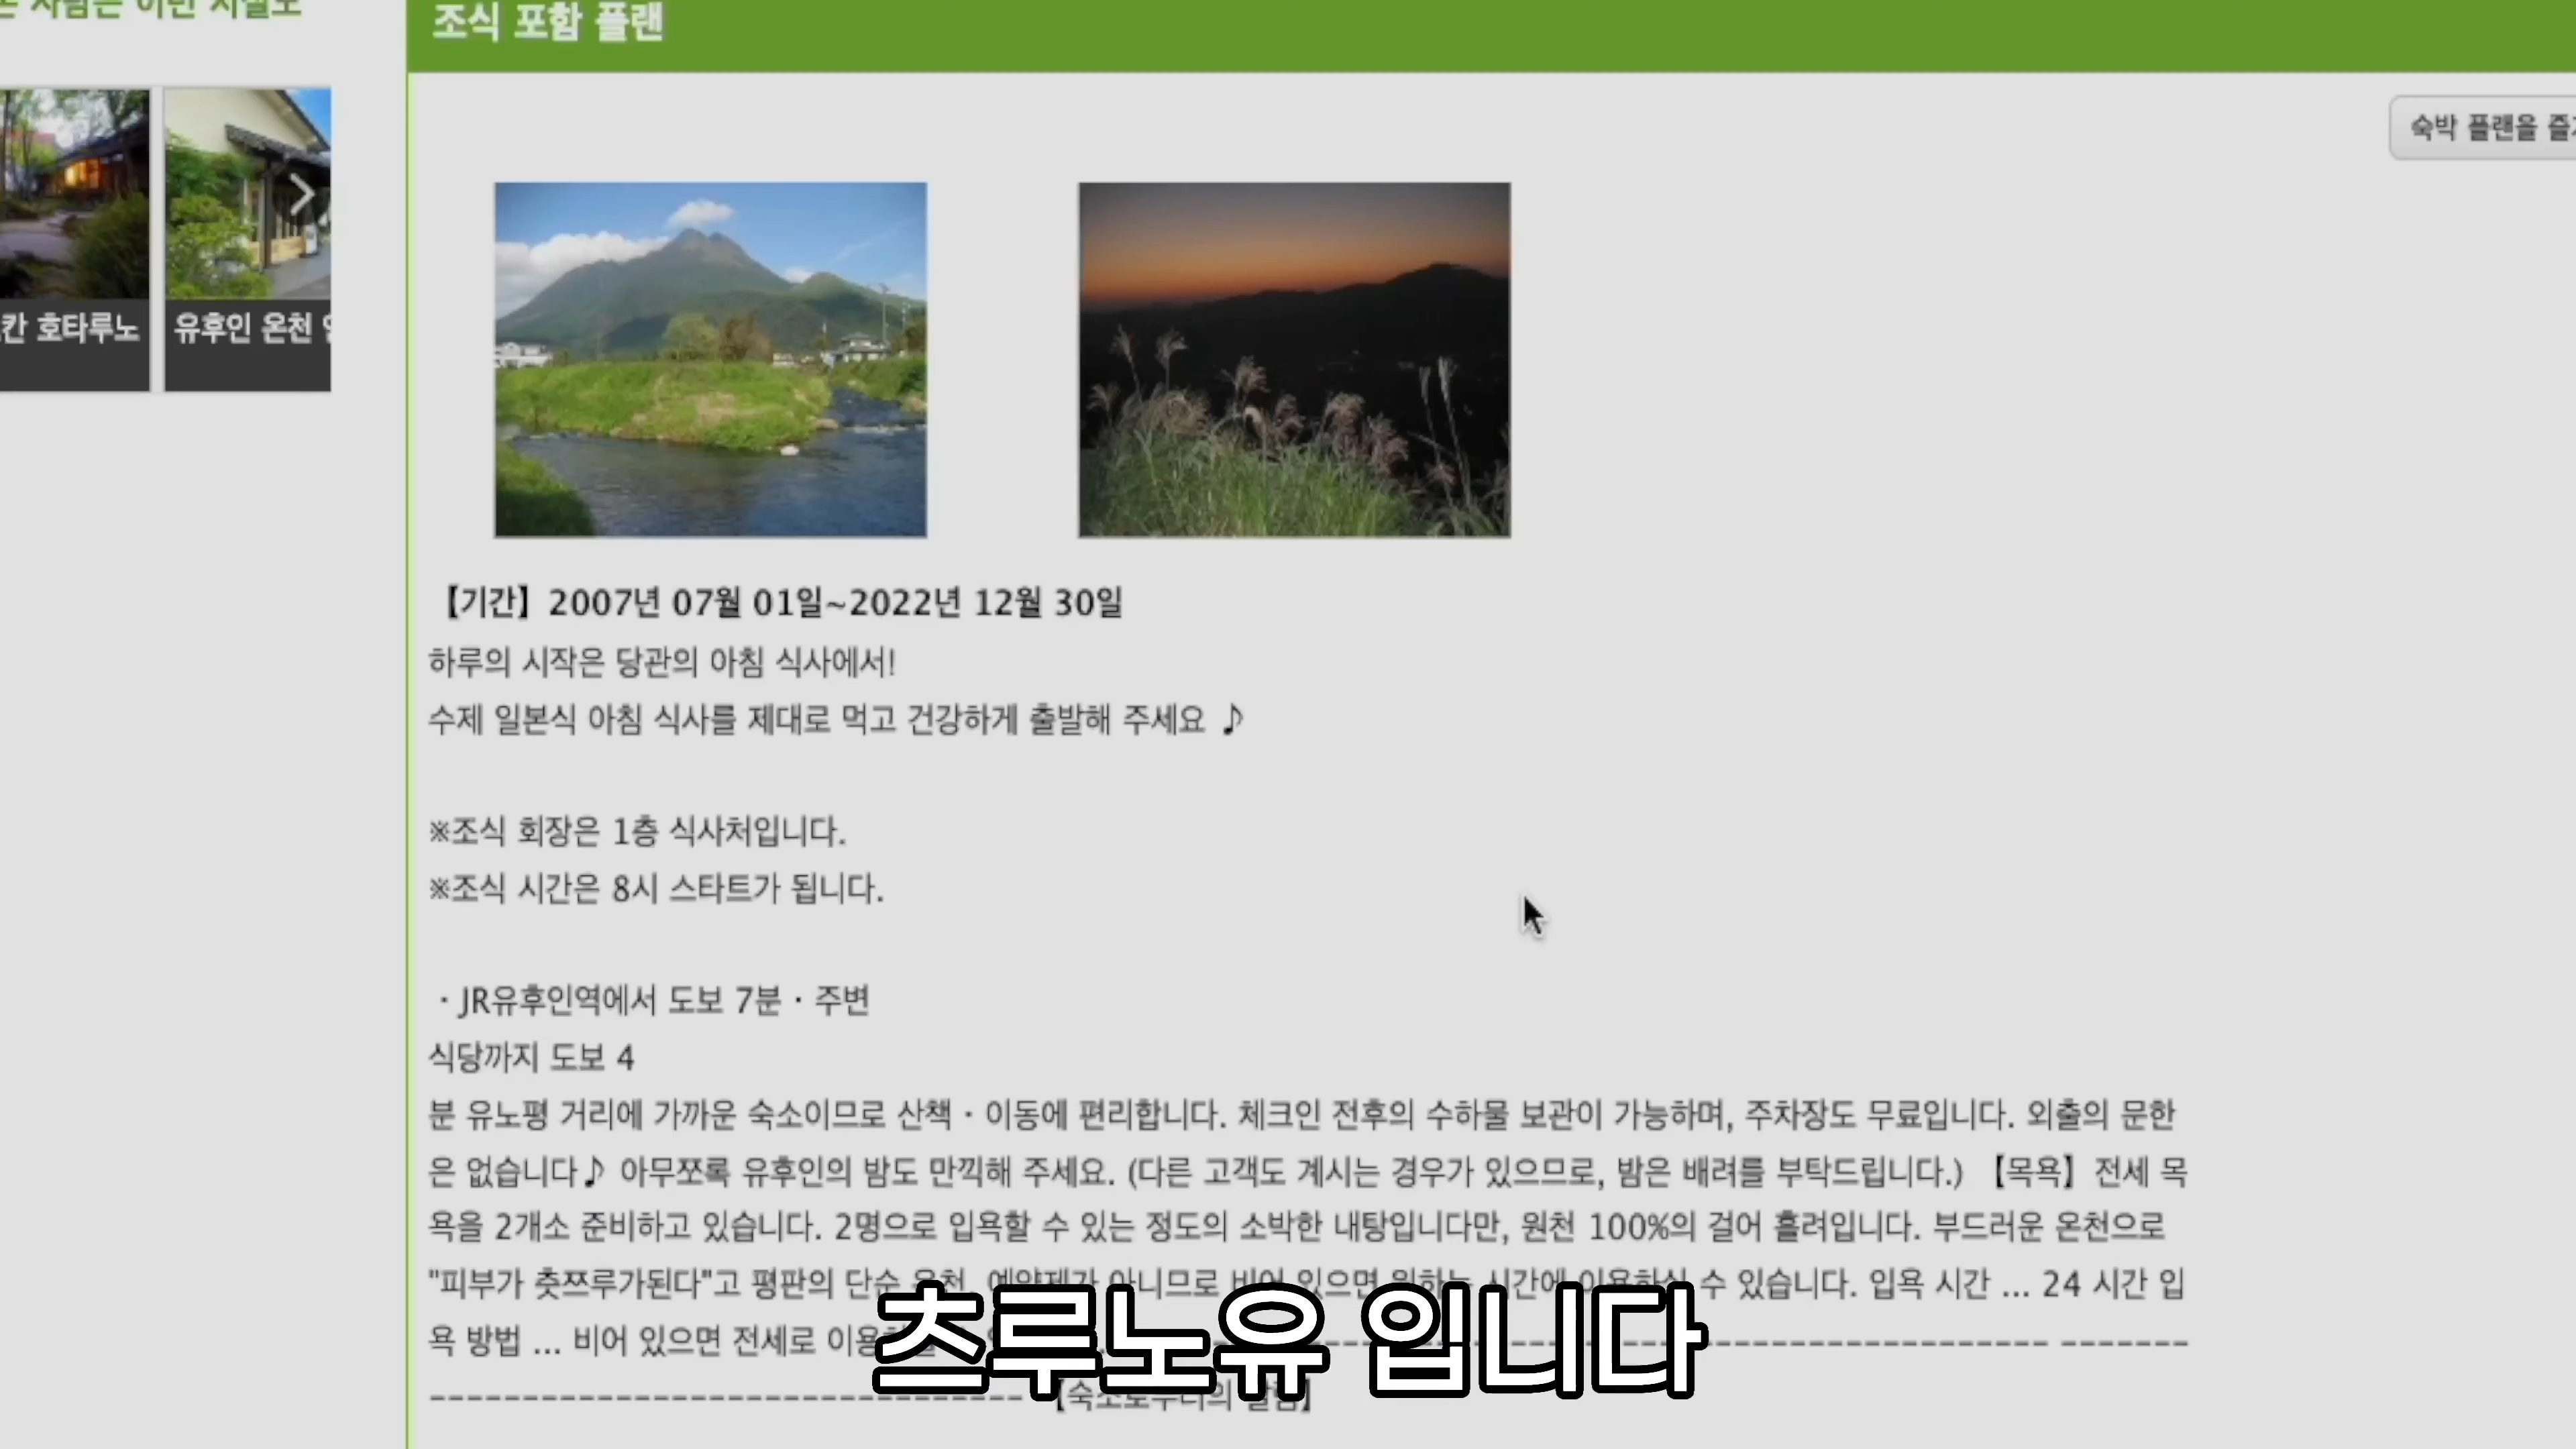 사람은 이런 시설도
조식 포함 플랜
숙박 플랜을
칸 호타루노
유후인 온천
【기간】2007년 07월 01일~2022년 12월 30일
하루의 시작은 당관의 아침 식사에서!
수제 일본식 아침 식사를 제대로 먹고 건강하게 출발해 주세요 ♪
※조식 회장은 1층 식사처입니다.
※조식 시간은 8시 스타트가 됩니다.
・JR유후인역에서 도보 7분・주변
식당까지 도보 4
분 유노평 거리에 가까운 숙소이므로 산책・이동에 편리합니다. 체크인 전후의 수하물 보관이 가능하며, 주차장도 무료입니다. 외출의 문한
은 없습니다♪ 아무쪼록 유후인의 밤도 만끽해 주세요. (다른 고객도 계시는 경우가 있으므로, 밤은 배려를 부탁드립니다.) 【목욕】전세 목
욕을 2개소 준비하고 있습니다. 2명으로 입욕할 수 있는 정도의 소박한 내탕입니다만, 원천 100%의 걸어 흘려입니다. 부드러운 온천으로
"피부가 츳쯔루가된다"고 평판의 단순 온천. 예약제가 아니므로 비어 있으면 원하는 시간에 이용하실 수 있습니다. 입욕 시간 ... 24 시간 입
욕 방법 ... 비어 있으면 전세로
【숙소로부터의 알림】
츠루노유 입니다